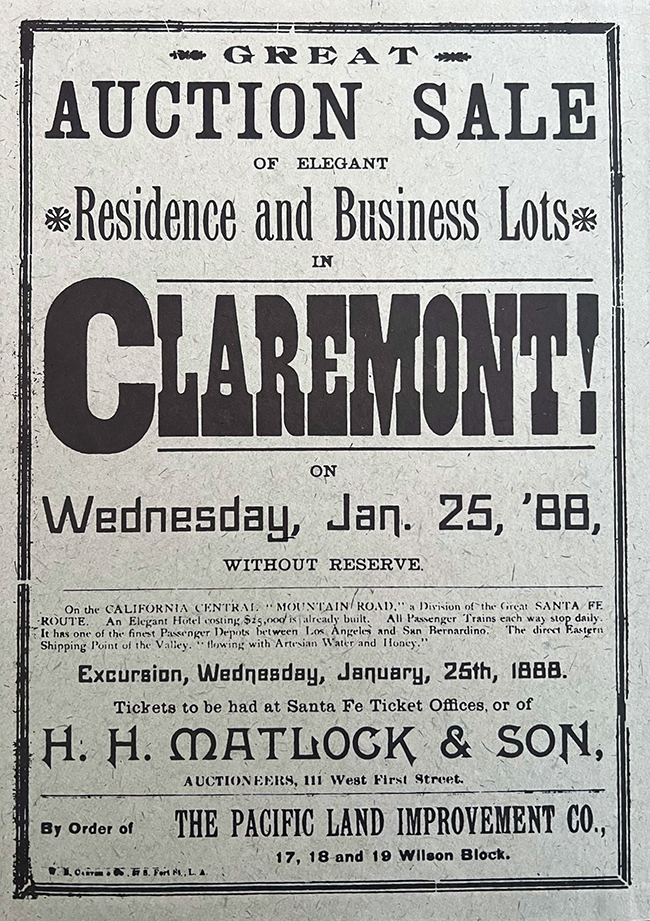 GREAT
AUCTION SALE
OF ELEGANT
Residence and Business Lots
IN
CLAREMONT!
ON
Wednesday, Jan. 25, '88,
WITHOUT RESERVE.
On the CALIFORNIA CENTRAL "MOUNTAIN ROAD," a Division of the Great SANTA FE
ROUTE. An Elegant Hotel costing $25,000 is already built. All Passenger Trains each way stop daily.
It has one of the finest Passenger Depots between Los Angeles and San Bernardino. The direct Eastern
Shipping Point of the Valley, "flowing with Artesian Water and Honey."
Excursion, Wednesday, January, 25th, 1888.
Tickets to be had at Santa Fe Ticket Offices, or of
H. H. MATLOCK & SON,
AUCTIONEERS, 111 West First Street.
By Order of THE PACIFIC LAND IMPROVEMENT CO.,
17, 18 and 19 Wilson Block.
Fort St., L. A.